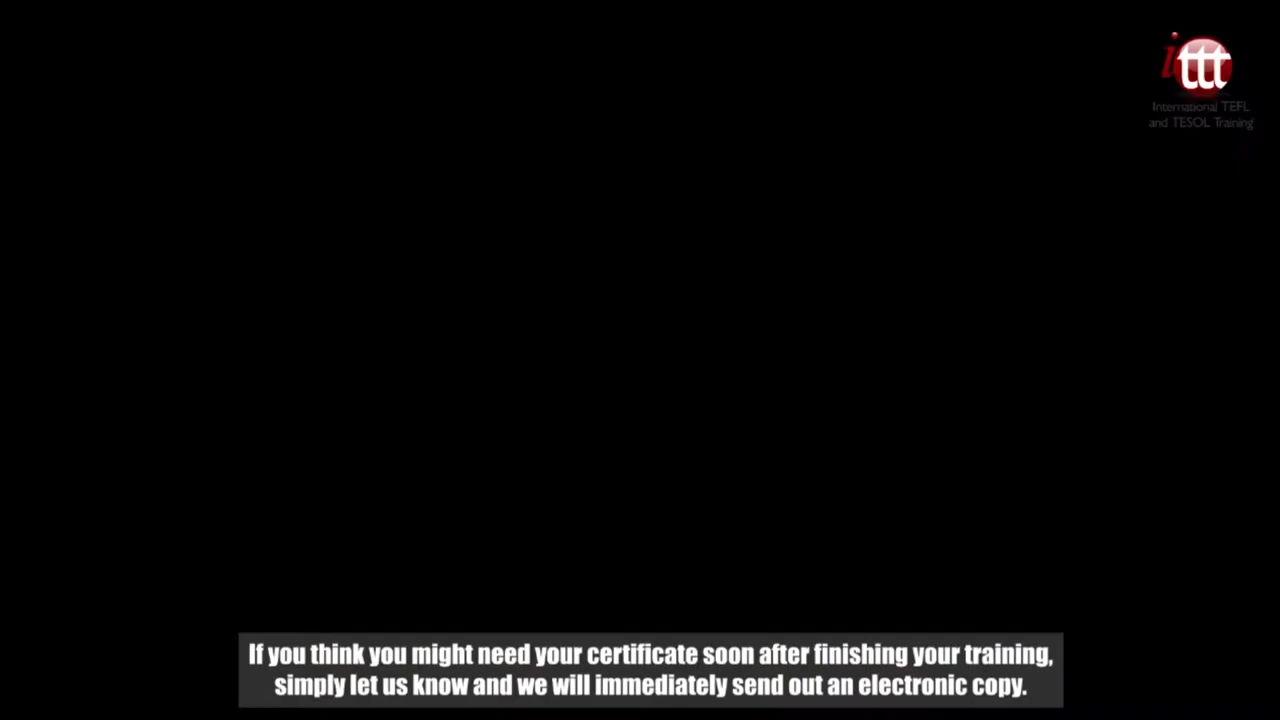 ittt
International TEFL
and TESOL Training
If you think you might need your certificate soon after finishing your training,
simply let us know and we will immediately send out an electronic copy.